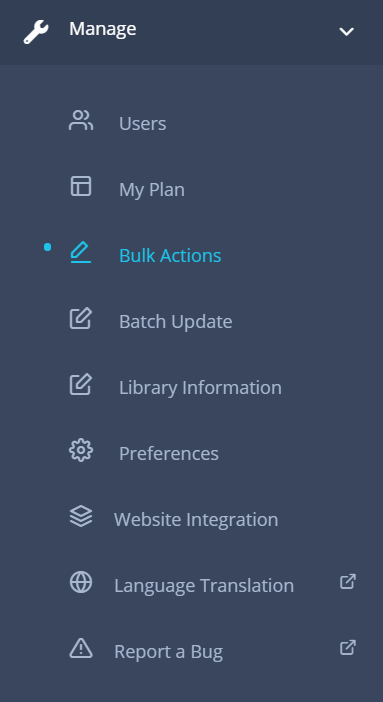 Manage
Users
My Plan
Bulk Actions
Batch Update
Library Information
Preferences
Website Integration
Language Translation
Report a Bug